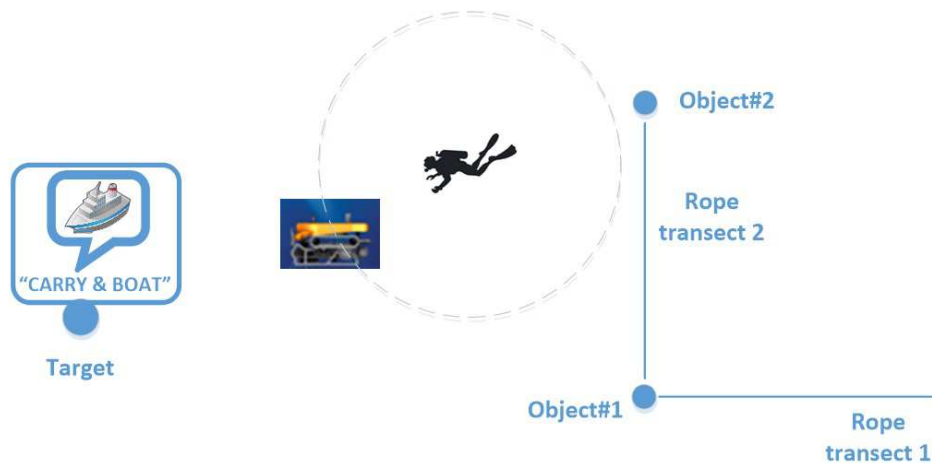 Object#2
Rope
transect 2
“CARRY & BOAT”
Target
Object#1
Rope
transect 1